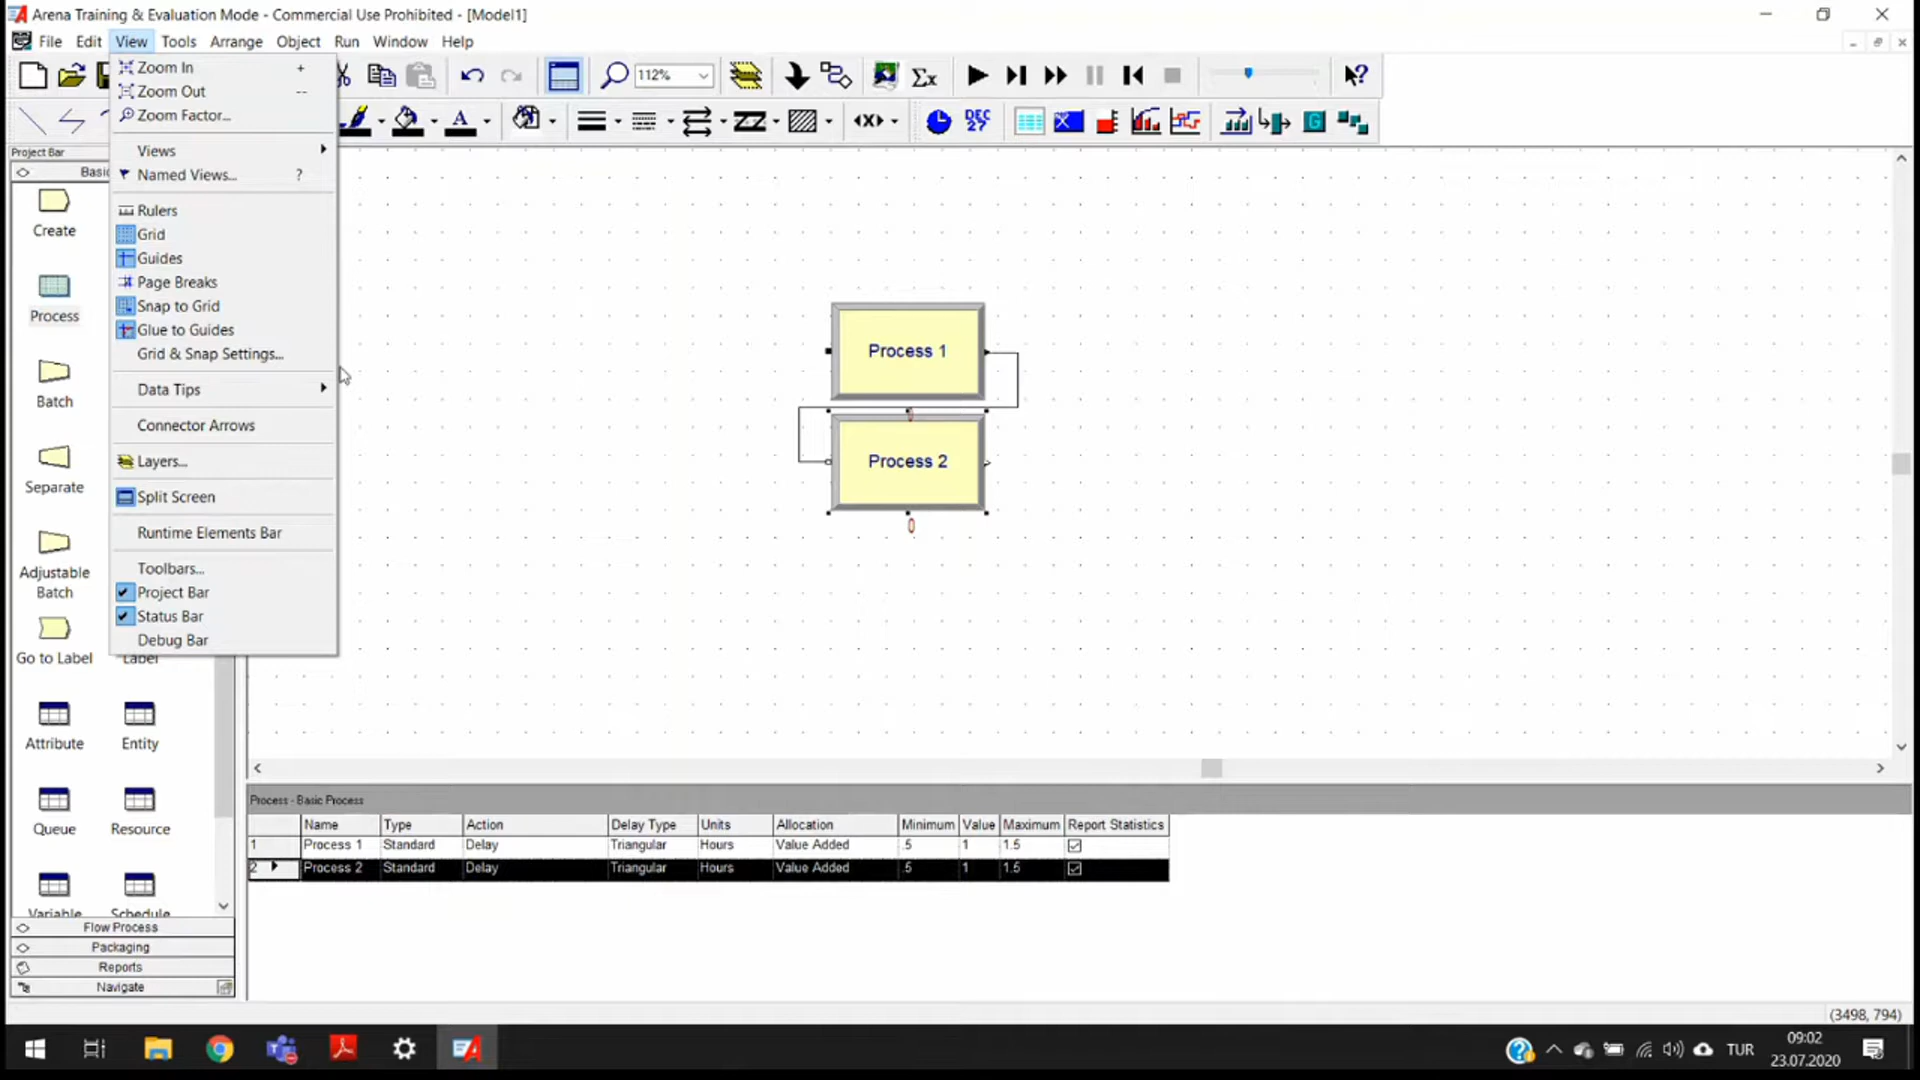 Arena Training & Evaluation Mode - Commercial Use Prohibited - [Model1]
File Edit View Tools Arrange Object Run Window Help
Zoom In +
Zoom Out --
Zoom Factor...
Views
Named Views... ?
Rulers
Grid
Guides
Page Breaks
Snap to Grid
Glue to Guides
Grid & Snap Settings...
Data Tips
Connector Arrows
Layers...
Split Screen
Runtime Elements Bar
Toolbars...
Project Bar
Status Bar
Debug Bar
112%
DEC
27
Project Bar
Basic
Create
Process
Batch
Separate
Adjustable
Batch
Go to Label Label
Attribute Entity
Queue Resource
Variable Schedule
Flow Process
Packaging
Reports
Navigate
Process 1
0
Process 2
0
Process - Basic Process
Name Type Action Delay Type Units Allocation Minimum Value Maximum Report Statistics
1 Process 1 Standard Delay Triangular Hours Value Added .5 1 1.5
2 Process 2 Standard Delay Triangular Hours Value Added .5 1 1.5
(3498, 794)
TUR
09:02
23.07.2020